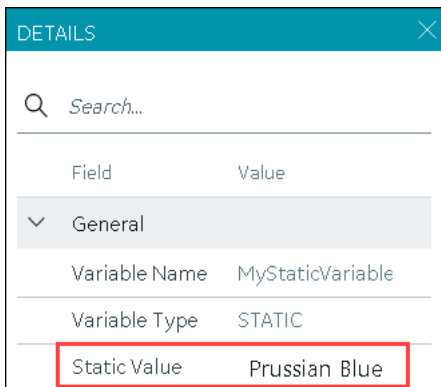 DETAILS
Search...
Field Value
General
Variable Name MyStaticVariable
Variable Type STATIC
Static Value Prussian Blue